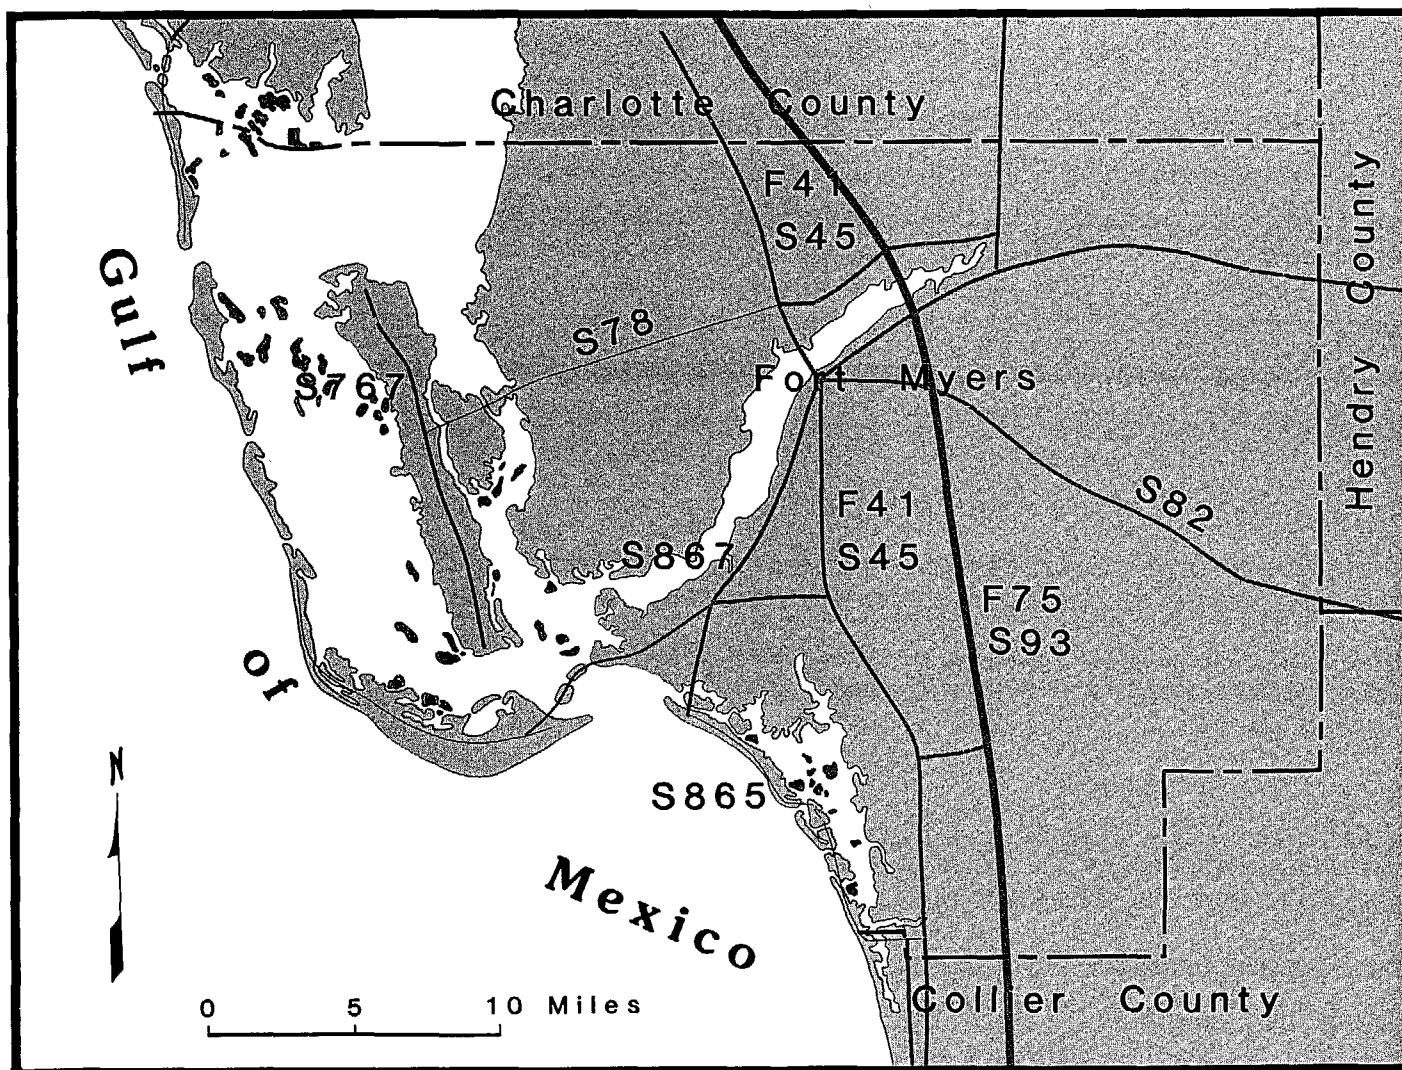 Charlotte County
F41
S45
Hendry County
Gulf
S78
S767
Fort Myers
F41
S45
S82
S867
F75
S93
of
N
S865
Mexico
Collier County
0 5 10 Miles